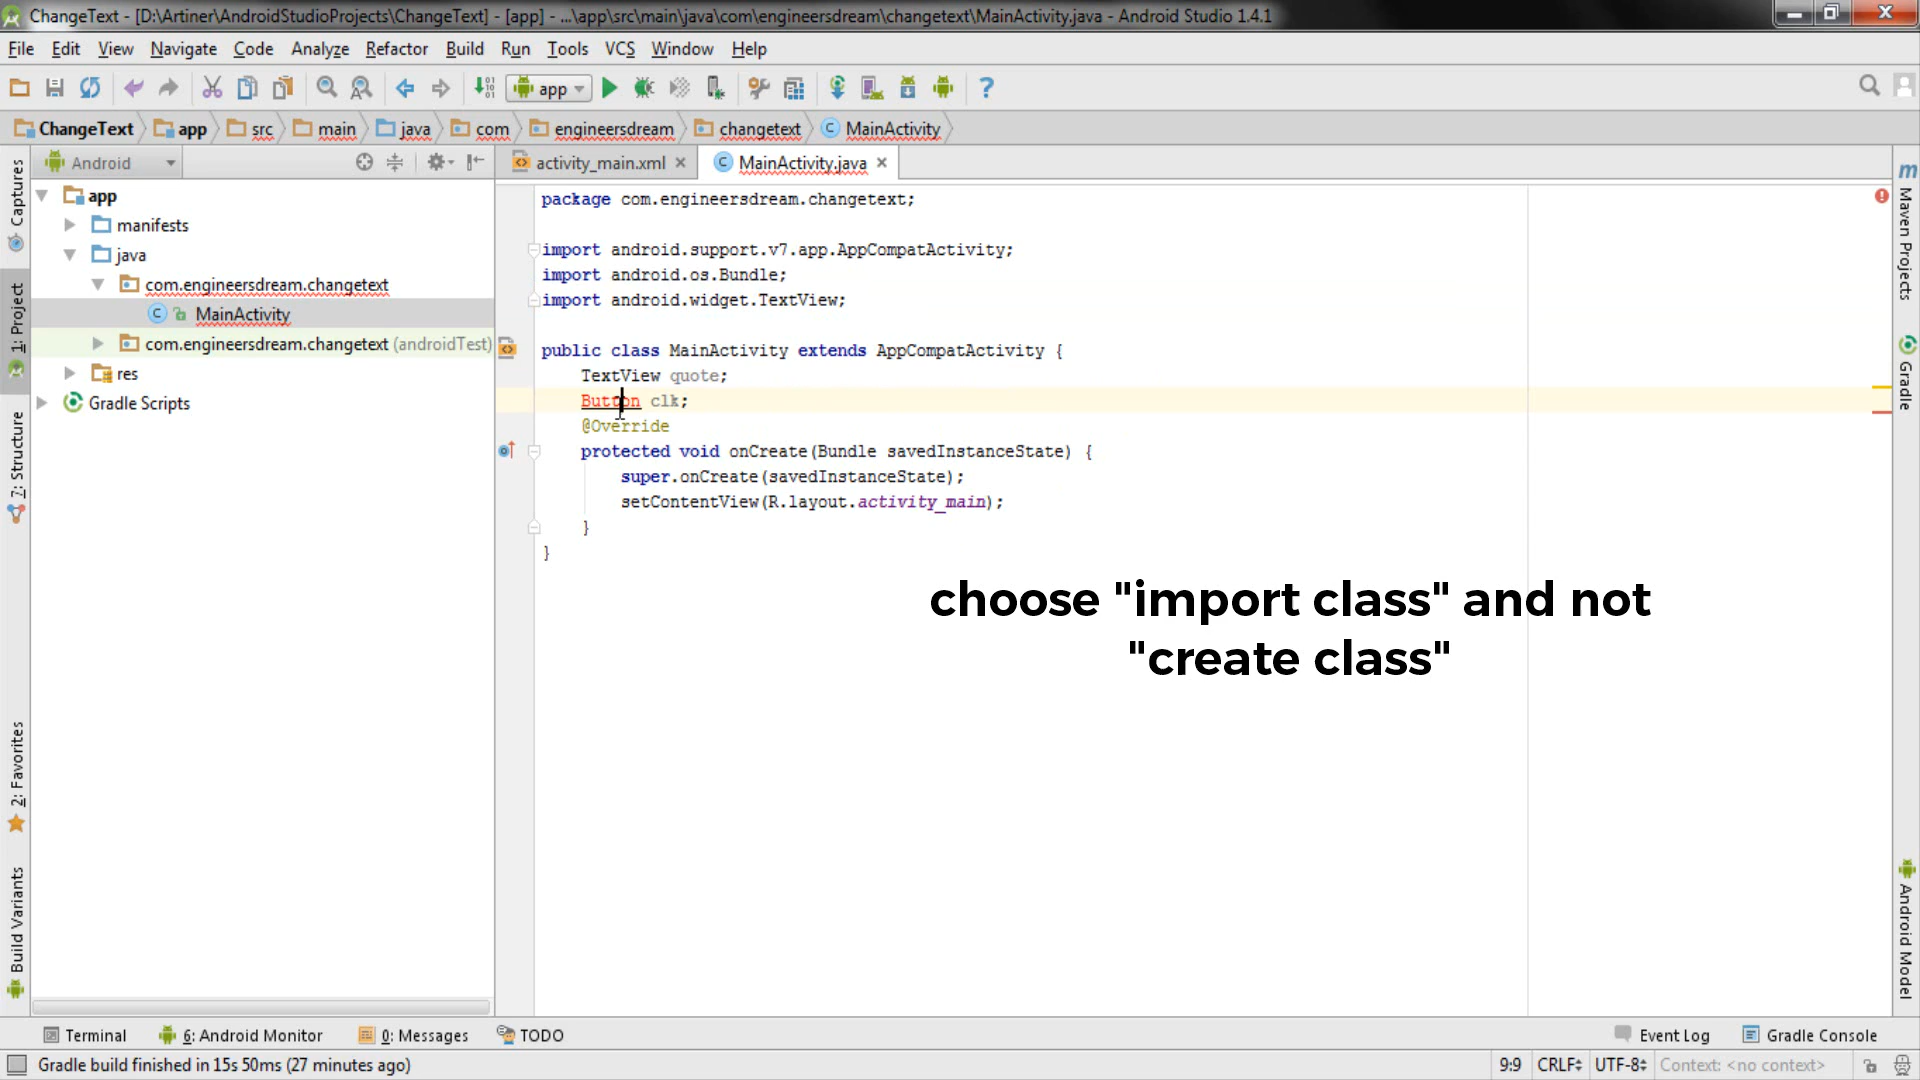 ChangeText - [D:\Artiner\AndroidStudioProjects\ChangeText] - [app] - ...\app\src\main\java\com\engineersdream\changetext\MainActivity.java - Android Studio 1.4.1
File Edit View Navigate Code Analyze Refactor Build Run Tools VCS Window Help
app
ChangeText app src main java com engineersdream changetext MainActivity
Android
activity_main.xml MainActivity.java
Captures
1: Project
7: Structure
2: Favorites
Build Variants
app
manifests
java
com.engineersdream.changetext
MainActivity
com.engineersdream.changetext (androidTest)
res
Gradle Scripts
package com.engineersdream.changetext;
import android.support.v7.app.AppCompatActivity;
import android.os.Bundle;
import android.widget.TextView;
public class MainActivity extends AppCompatActivity {
TextView quote;
Button clk;
@Override
protected void onCreate(Bundle savedInstanceState) {
super.onCreate(savedInstanceState);
setContentView(R.layout.activity_main);
}
}
choose "import class" and not
"create class"
Maven Projects
Gradle
Android Model
Terminal 6: Android Monitor 0: Messages TODO Event Log Gradle Console
Gradle build finished in 15s 50ms (27 minutes ago) 9:9 CRLF UTF-8 Context: <no context>